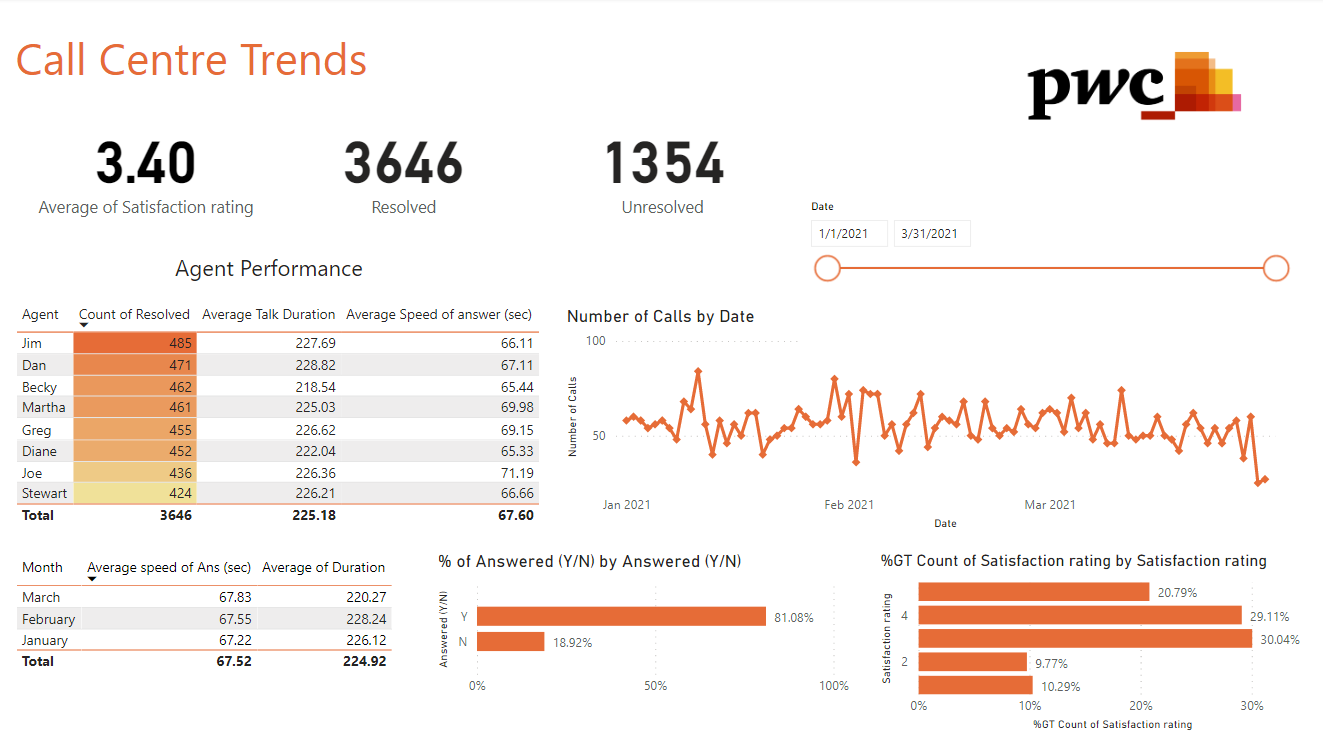 Call Centre Trends
pwc
3.40
Average of Satisfaction rating
3646
Resolved
1354
Unresolved
Date
1/1/2021 3/31/2021
Agent Performance
Agent Count of Resolved Average Talk Duration Average Speed of answer (sec)
Jim 485 227.69 66.11
Dan 471 228.82 67.11
Becky 462 218.54 65.44
Martha 461 225.03 69.98
Greg 455 226.62 69.15
Diane 452 222.04 65.33
Joe 436 226.36 71.19
Stewart 424 226.21 66.66
Total 3646 225.18 67.60
Number of Calls by Date
Number of Calls
100
50
Jan 2021 Feb 2021 Mar 2021
Date
Month Average speed of Ans (sec) Average of Duration
March 67.83 220.27
February 67.55 228.24
January 67.22 226.12
Total 67.52 224.92
% of Answered (Y/N) by Answered (Y/N)
Answered (Y/N)
Y 81.08%
N 18.92%
0% 50% 100%
%GT Count of Satisfaction rating by Satisfaction rating
Satisfaction rating
20.79%
4 29.11%
30.04%
2 9.77%
10.29%
0% 10% 20% 30%
%GT Count of Satisfaction rating